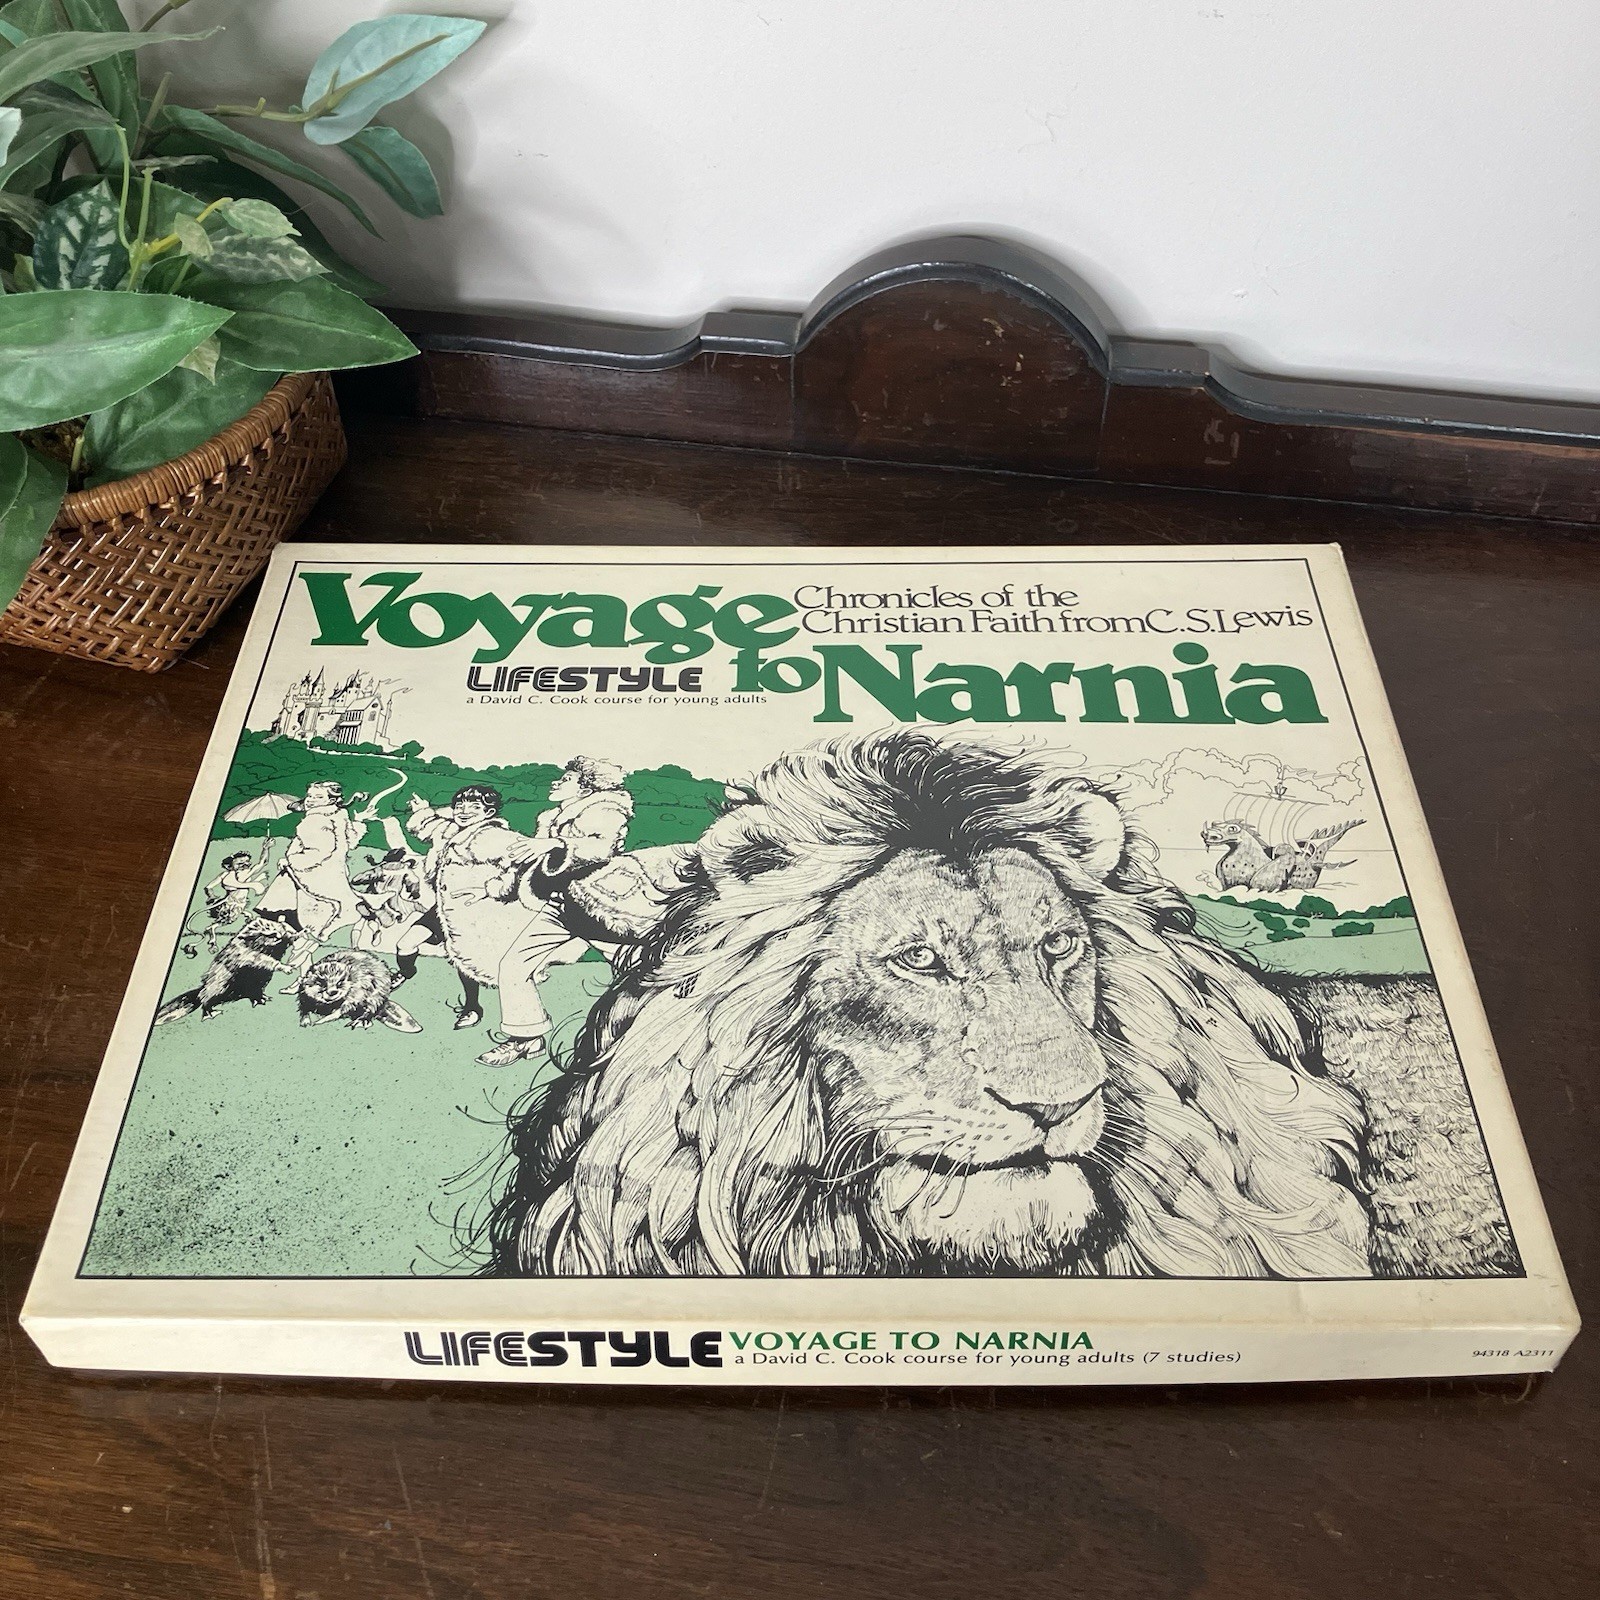 Voyage
Chronicles of the
Christian Faith from C.S.Lewis
to Narnia
LIFESTYLE
a David C. Cook course for young adults
LIFESTYLE VOYAGE TO NARNIA
a David C. Cook course for young adults (7 studies)
94318 A2311